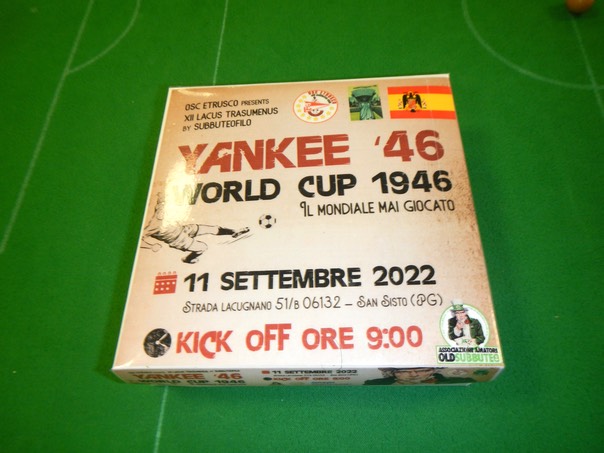 OSC ETRUSCO PRESENTS
XII LACUS TRASUMENUS
BY SUBBUTEOFILO
YANKEE '46
WORLD CUP 1946
IL MONDIALE MAI GIOCATO
11 SETTEMBRE 2022
STRADA LACUGNANO 51/B 06132 – SAN SISTO (PG)
KICK OFF ORE 9:00
ASSOCIAZIONE AMATORI
OLDSUBBUTEO
YANKEE '46
WORLD CUP 1946
11 SETTEMBRE 2022
KICK OFF ORE 9:00